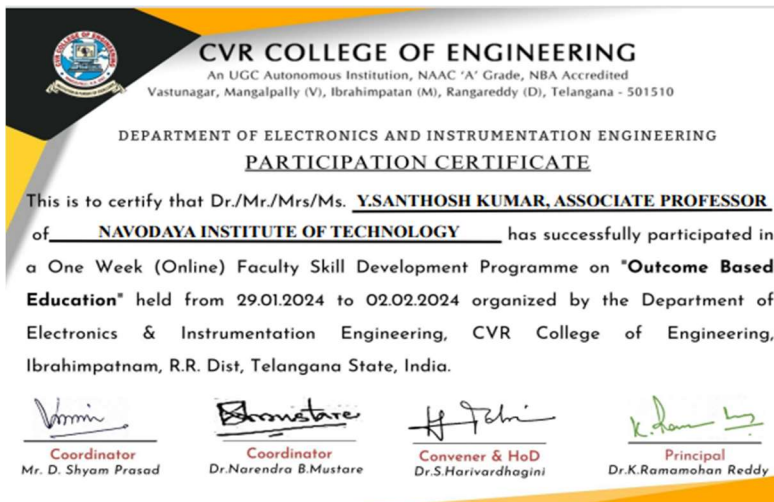 CVR COLLEGE OF ENGINEERING
CVR COLLEGE OF ENGINEERING
An UGC Autonomous Institution, NAAC 'A' Grade, NBA Accredited
Vastunagar, Mangalpally (V), Ibrahimpatan (M), Rangareddy (D), Telangana - 501510
DEPARTMENT OF ELECTRONICS AND INSTRUMENTATION ENGINEERING
PARTICIPATION CERTIFICATE
This is to certify that Dr./Mr./Mrs/Ms. Y.SANTHOSH KUMAR, ASSOCIATE PROFESSOR
of NAVODAYA INSTITUTE OF TECHNOLOGY has successfully participated in
a One Week (Online) Faculty Skill Development Programme on "Outcome Based
Education" held from 29.01.2024 to 02.02.2024 organized by the Department of
Electronics & Instrumentation Engineering, CVR College of Engineering,
Ibrahimpatnam, R.R. Dist, Telangana State, India.
Coordinator
Mr. D. Shyam Prasad
Coordinator
Dr.Narendra B.Mustare
Convener & HoD
Dr.S.Harivardhagini
Principal
Dr.K.Ramamohan Reddy